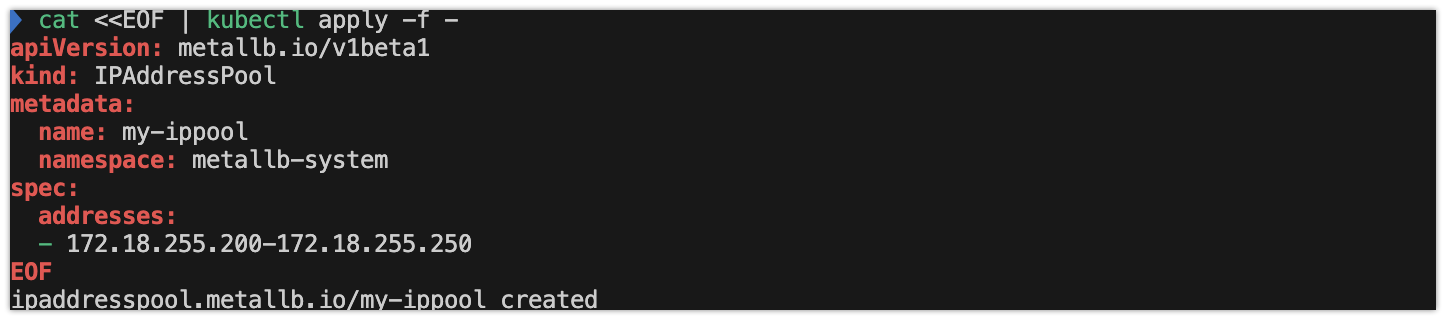 cat <<EOF | kubectl apply -f -
apiVersion: metallb.io/v1beta1
kind: IPAddressPool
metadata:
  name: my-ippool
  namespace: metallb-system
spec:
  addresses:
  - 172.18.255.200-172.18.255.250
EOF
ipaddresspool.metallb.io/my-ippool created